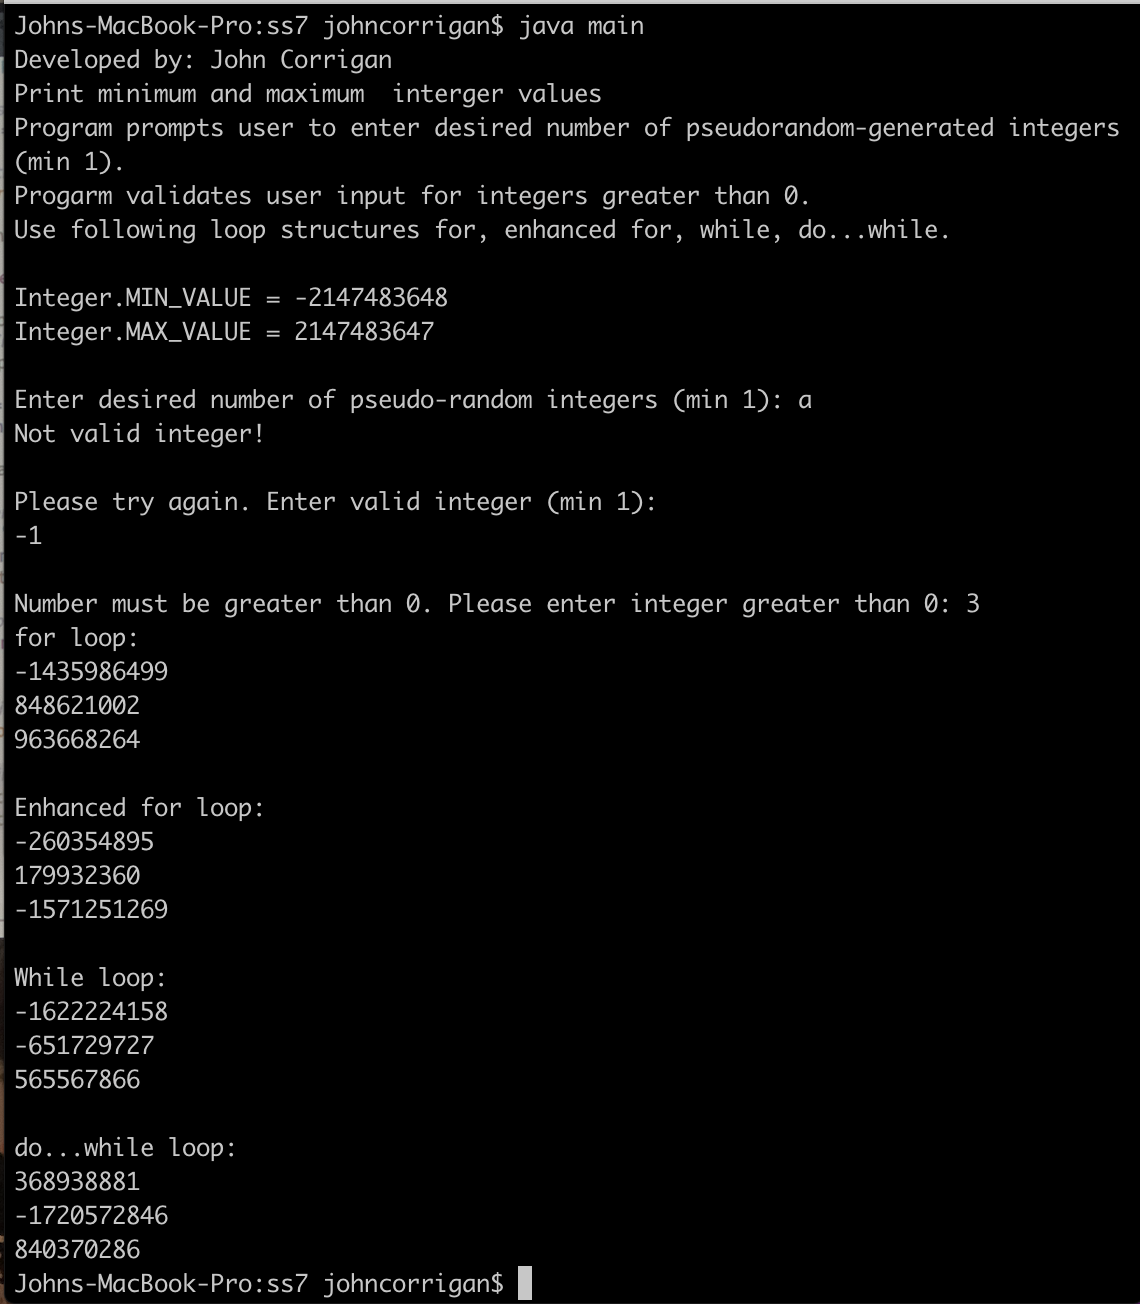 Johns-MacBook-Pro:ss7 johncorrigan$ java main
Developed by: John Corrigan
Print minimum and maximum  interger values
Program prompts user to enter desired number of pseudorandom-generated integers
(min 1).
Progarm validates user input for integers greater than 0.
Use following loop structures for, enhanced for, while, do...while.

Integer.MIN_VALUE = -2147483648
Integer.MAX_VALUE = 2147483647

Enter desired number of pseudo-random integers (min 1): a
Not valid integer!

Please try again. Enter valid integer (min 1):
-1

Number must be greater than 0. Please enter integer greater than 0: 3
for loop:
-1435986499
848621002
963668264

Enhanced for loop:
-260354895
179932360
-1571251269

While loop:
-1622224158
-651729727
565567866

do...while loop:
368938881
-1720572846
840370286
Johns-MacBook-Pro:ss7 johncorrigan$